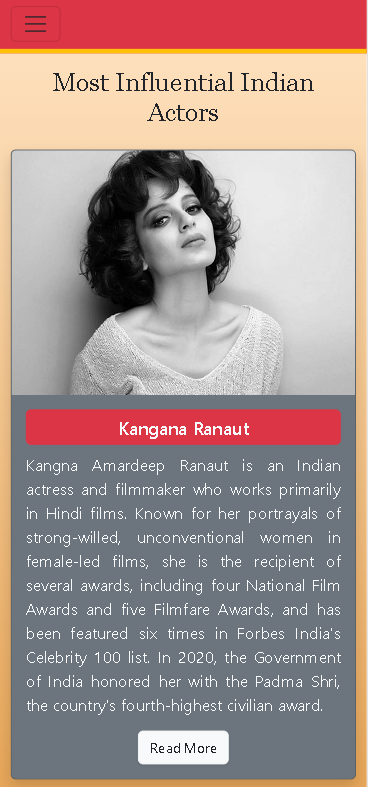 Most Influential Indian
Actors
Kangana Ranaut
Kangna Amardeep Ranaut is an Indian
actress and filmmaker who works primarily
in Hindi films. Known for her portrayals of
strong-willed, unconventional women in
female-led films, she is the recipient of
several awards, including four National Film
Awards and five Filmfare Awards, and has
been featured six times in Forbes India's
Celebrity 100 list. In 2020, the Government
of India honored her with the Padma Shri,
the country's fourth-highest civilian award.
Read More